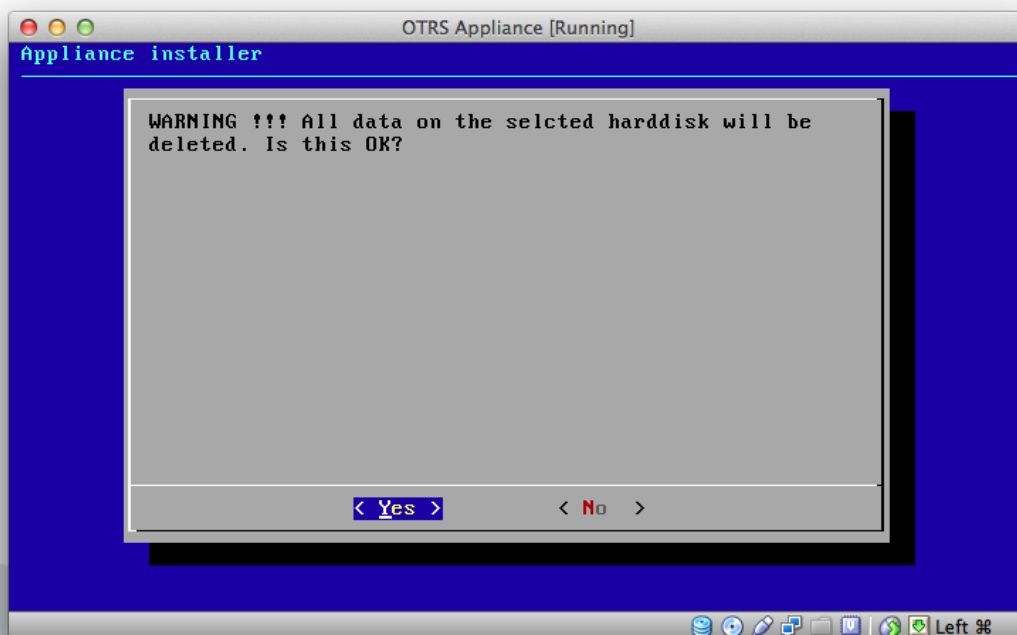 OTRS Appliance [Running]
Appliance installer
WARNING !!! All data on the selcted harddisk will be
deleted. Is this OK?
< Yes > < No >
Left ⌘